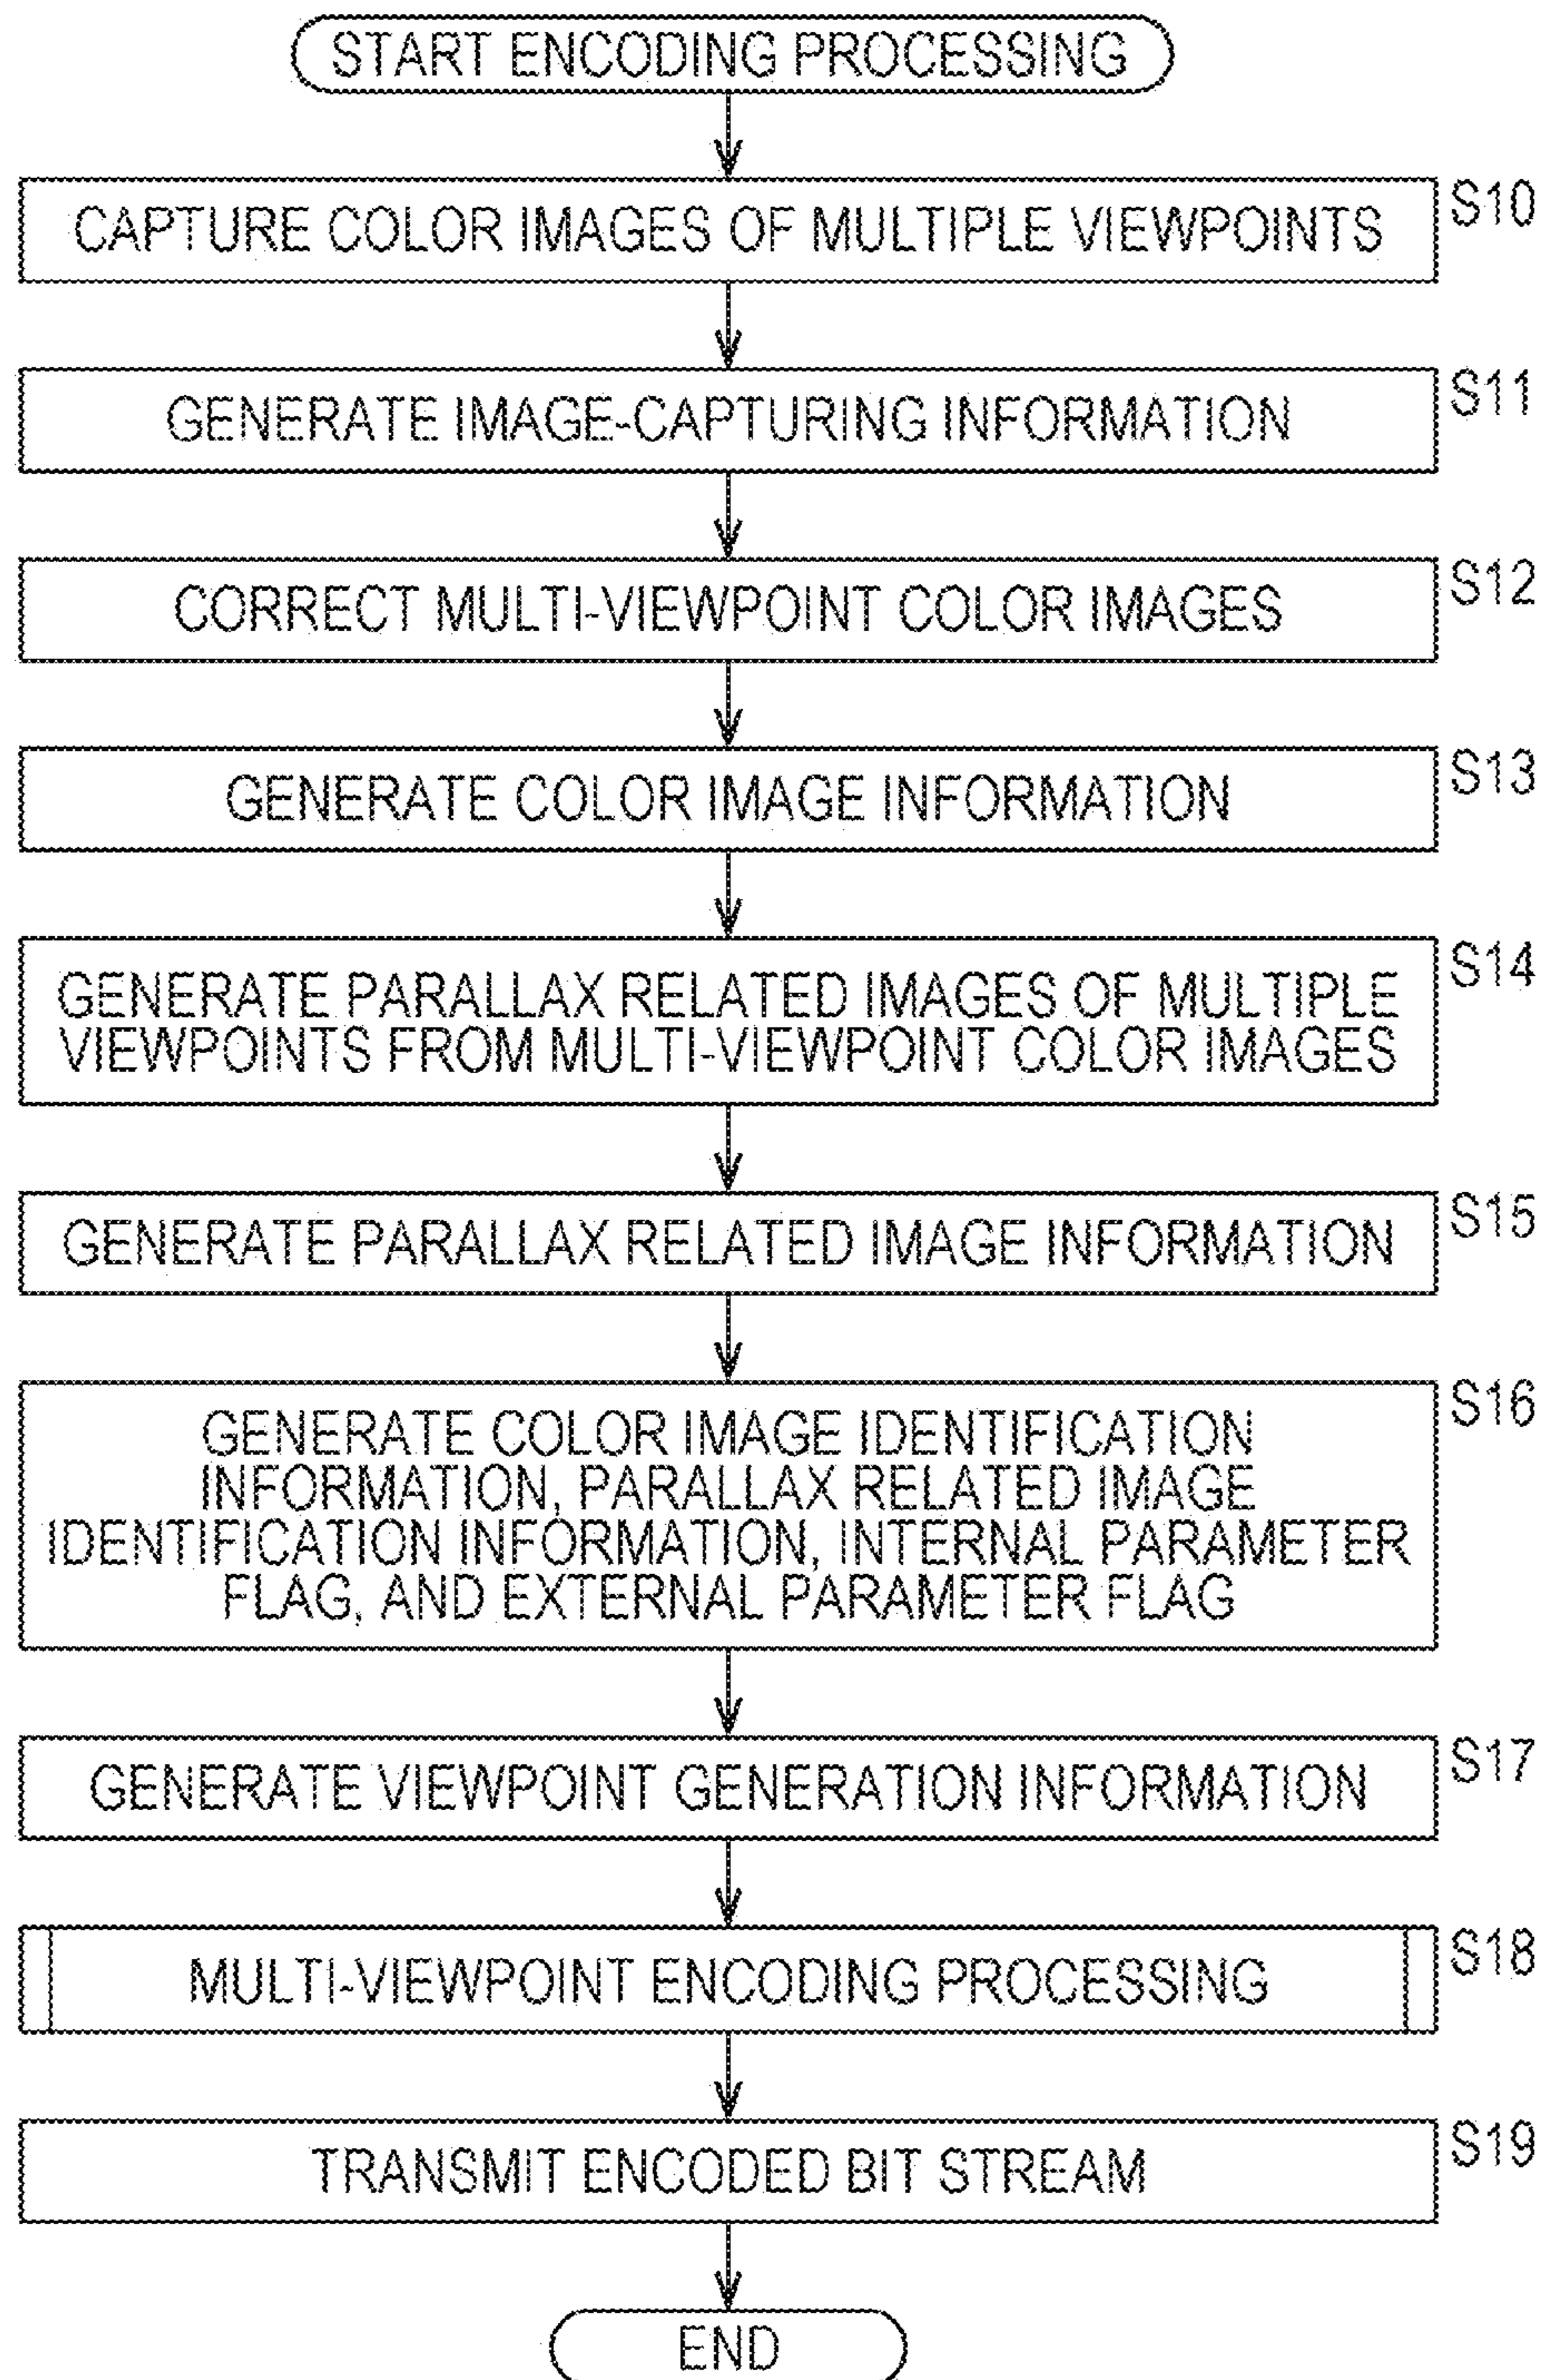 START ENCODING PROCESSING
CAPTURE COLOR IMAGES OF MULTIPLE VIEWPOINTS
S10
GENERATE IMAGE-CAPTURING INFORMATION
S11
CORRECT MULTI-VIEWPOINT COLOR IMAGES
S12
GENERATE COLOR IMAGE INFORMATION
S13
GENERATE PARALLAX RELATED IMAGES OF MULTIPLE
VIEWPOINTS FROM MULTI-VIEWPOINT COLOR IMAGES
S14
GENERATE PARALLAX RELATED IMAGE INFORMATION
S15
GENERATE COLOR IMAGE IDENTIFICATION
INFORMATION, PARALLAX RELATED IMAGE
IDENTIFICATION INFORMATION, INTERNAL PARAMETER
FLAG, AND EXTERNAL PARAMETER FLAG
S16
GENERATE VIEWPOINT GENERATION INFORMATION
S17
MULTI-VIEWPOINT ENCODING PROCESSING
S18
TRANSMIT ENCODED BIT STREAM
S19
END